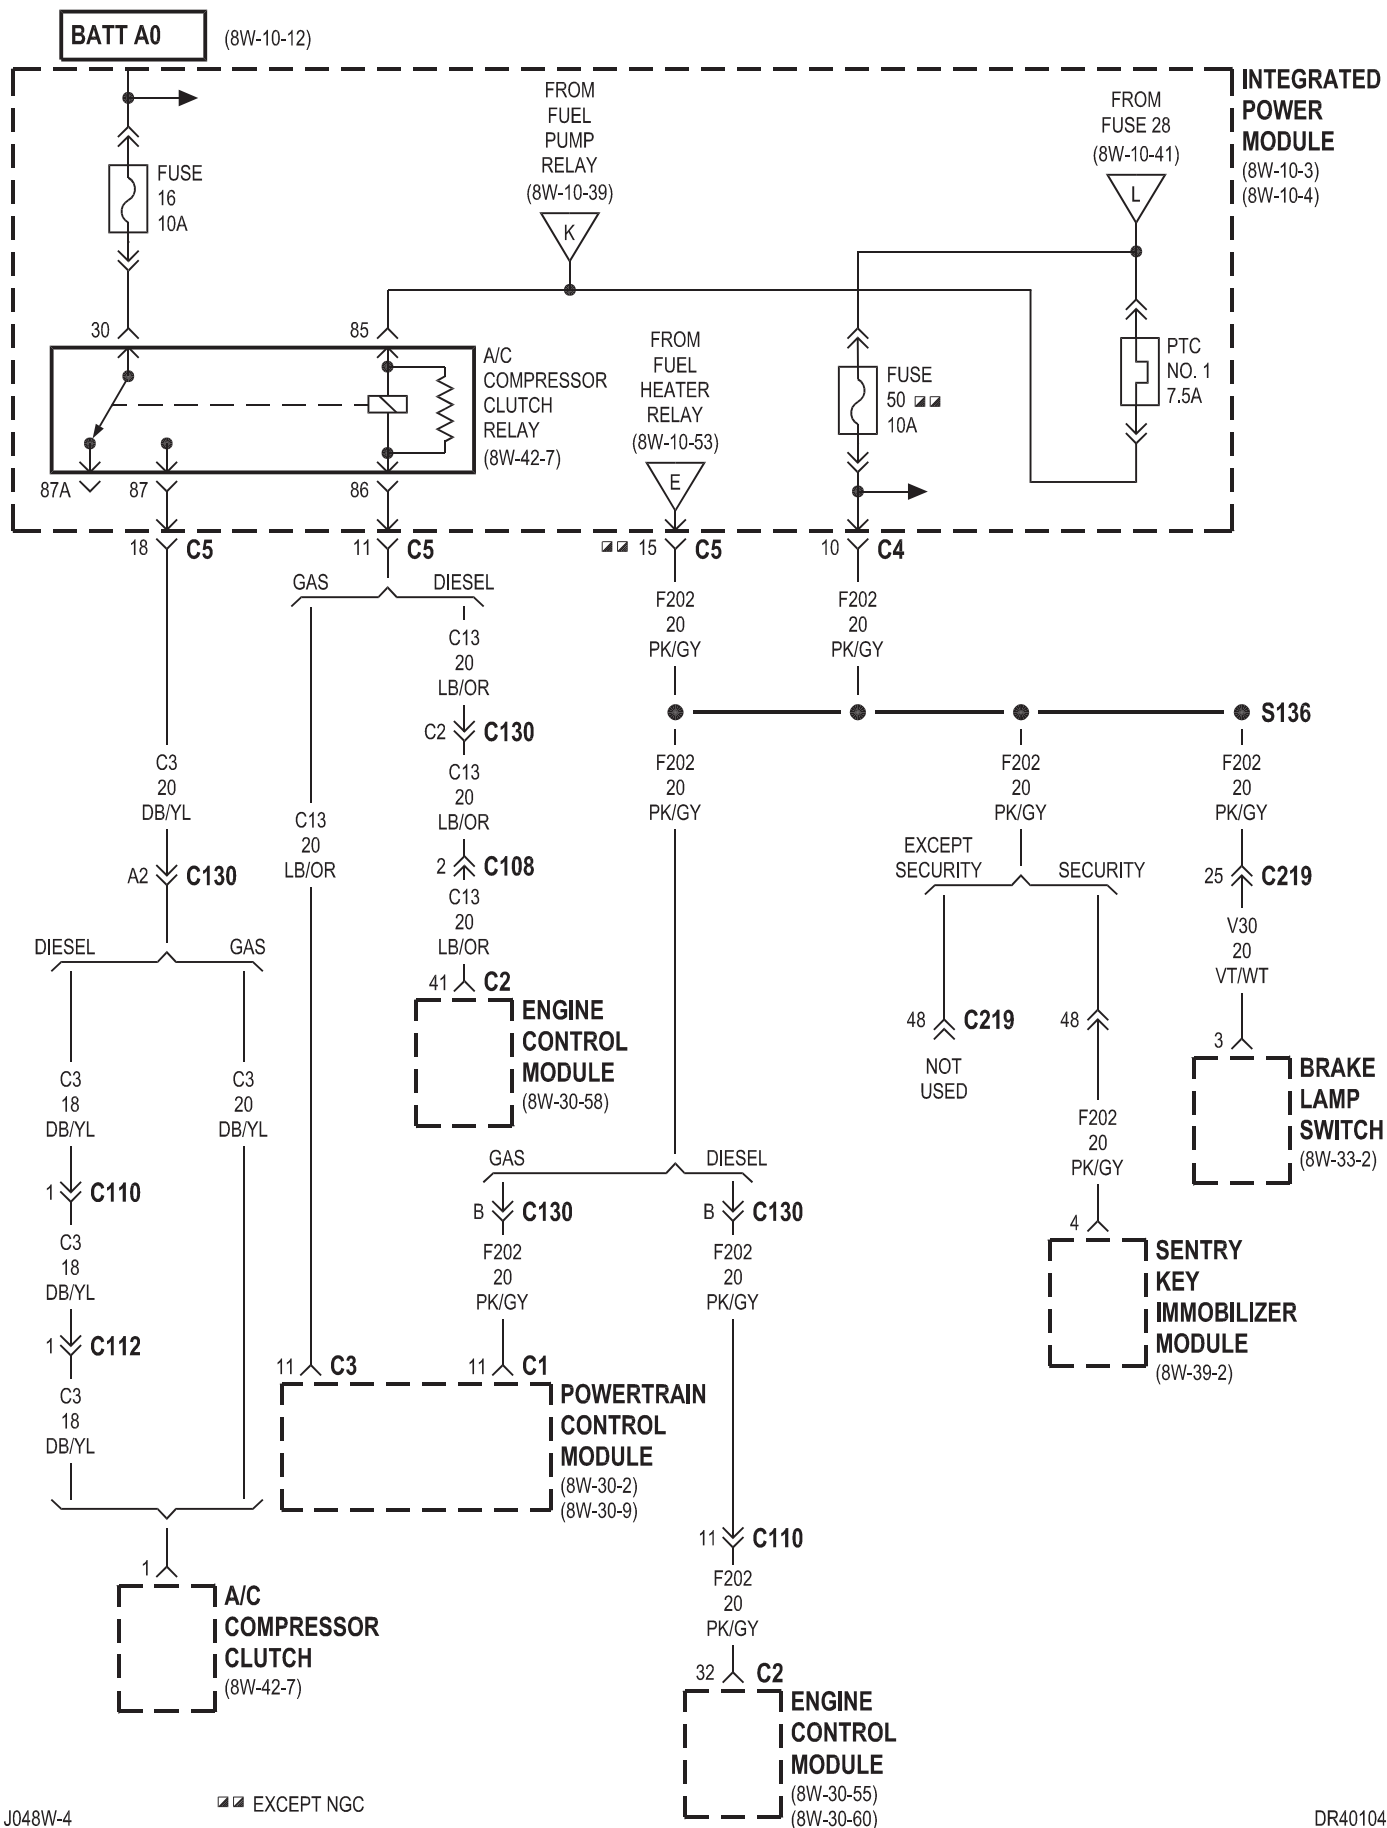 BATT A0
(8W-10-12)
INTEGRATED
POWER
MODULE
(8W-10-3)
(8W-10-4)
FUSE
16
10A
FROM
FUEL
PUMP
RELAY
(8W-10-39)
K
FROM
FUSE 28
(8W-10-41)
L
30
85
A/C
COMPRESSOR
CLUTCH
RELAY
(8W-42-7)
FROM
FUEL
HEATER
RELAY
(8W-10-53)
E
FUSE
50
10A
PTC
NO. 1
7.5A
87A
87
86
18 C5
11 C5
15 C5
10 C4
GAS
DIESEL
C13
20
LB/OR
F202
20
PK/GY
F202
20
PK/GY
C2 C130
S136
C3
20
DB/YL
C13
20
LB/OR
C13
20
LB/OR
F202
20
PK/GY
F202
20
PK/GY
F202
20
PK/GY
A2 C130
2 C108
EXCEPT
SECURITY
SECURITY
25 C219
C13
20
LB/OR
V30
20
VT/WT
DIESEL
GAS
41 C2
ENGINE
CONTROL
MODULE
(8W-30-58)
48 C219
NOT
USED
48
3
BRAKE
LAMP
SWITCH
(8W-33-2)
C3
18
DB/YL
C3
20
DB/YL
F202
20
PK/GY
GAS
DIESEL
1 C110
B C130
B C130
4
SENTRY
KEY
IMMOBILIZER
MODULE
(8W-39-2)
C3
18
DB/YL
F202
20
PK/GY
F202
20
PK/GY
1 C112
11 C3
11 C1
POWERTRAIN
CONTROL
MODULE
(8W-30-2)
(8W-30-9)
C3
18
DB/YL
11 C110
F202
20
PK/GY
1
A/C
COMPRESSOR
CLUTCH
(8W-42-7)
32 C2
ENGINE
CONTROL
MODULE
(8W-30-55)
(8W-30-60)
EXCEPT NGC
J048W-4
DR40104